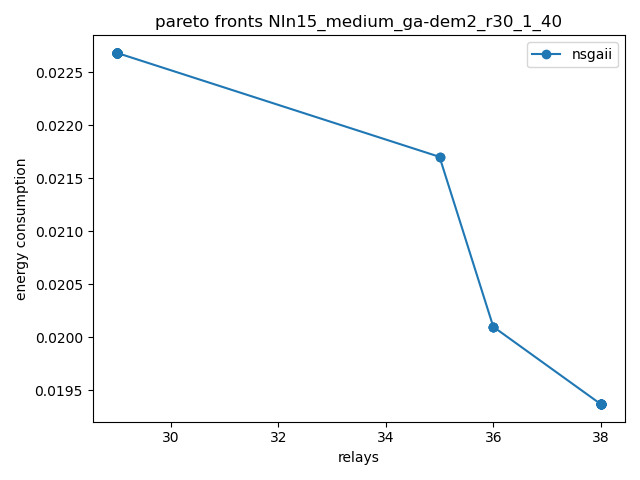 pareto fronts NIn15_medium_ga-dem2_r30_1_40
nsgaii
energy consumption
0.0225
0.0220
0.0215
0.0210
0.0205
0.0200
0.0195
30 32 34 36 38
relays